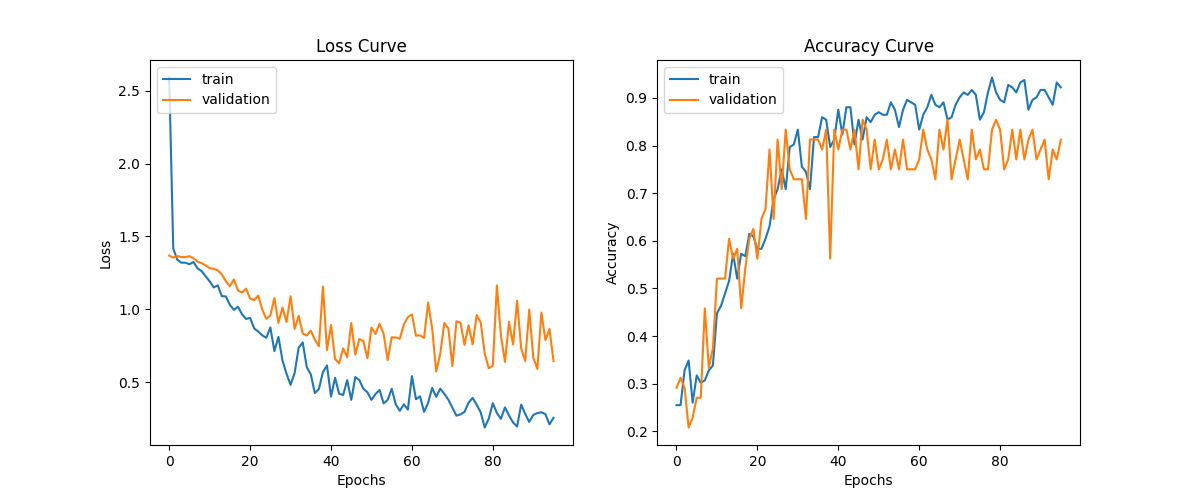 Loss Curve
train
validation
2.5
2.0
1.5
1.0
0.5
Loss
0
20
40
60
80
Epochs
Accuracy Curve
train
validation
0.9
0.8
0.7
0.6
0.5
0.4
0.3
0.2
Accuracy
0
20
40
60
80
Epochs